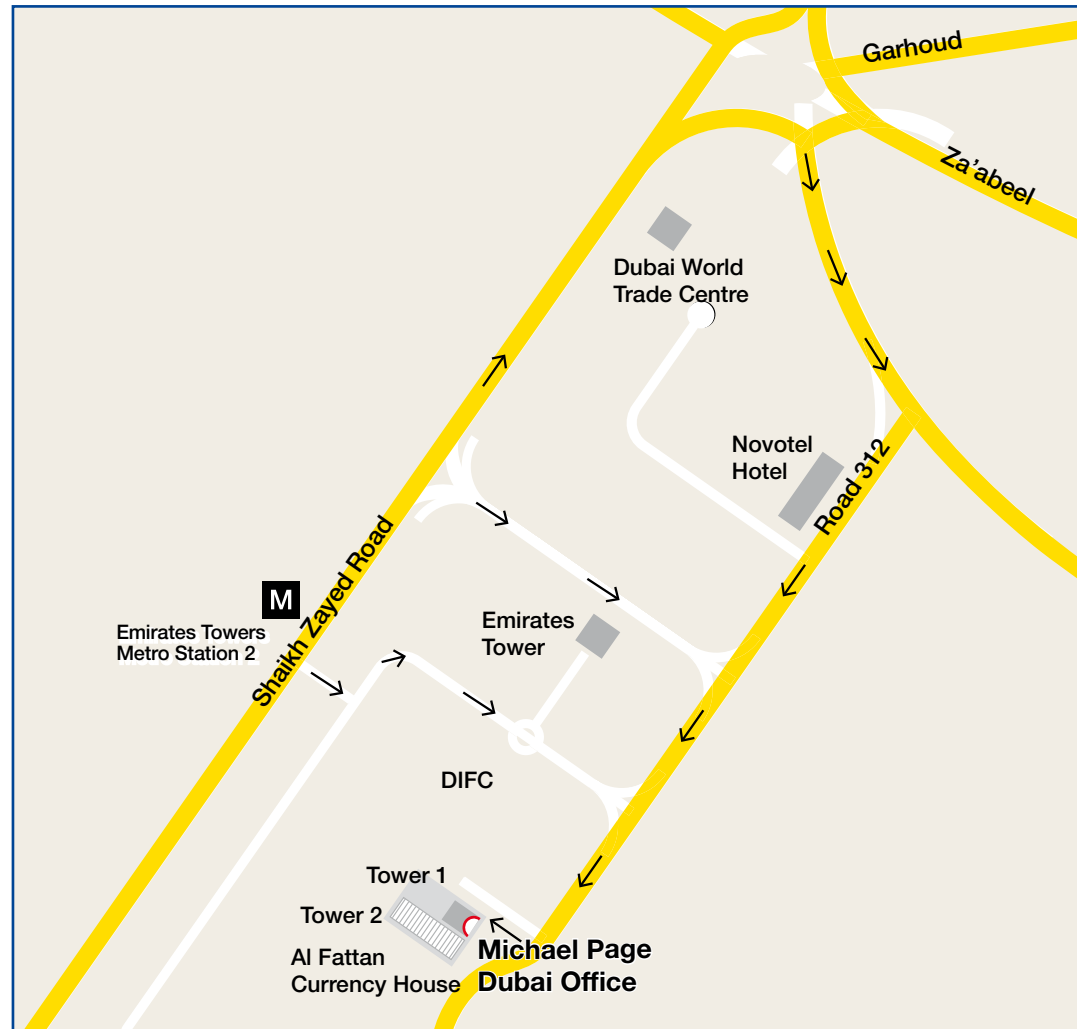 Garhoud
Za'abeel
Dubai World
Trade Centre
Novotel
Hotel
Road 312
Shaikh Zayed Road
M
Emirates Towers
Metro Station 2
Emirates
Tower
DIFC
Tower 1
Tower 2
Al Fattan
Currency House
Michael Page
Dubai Office